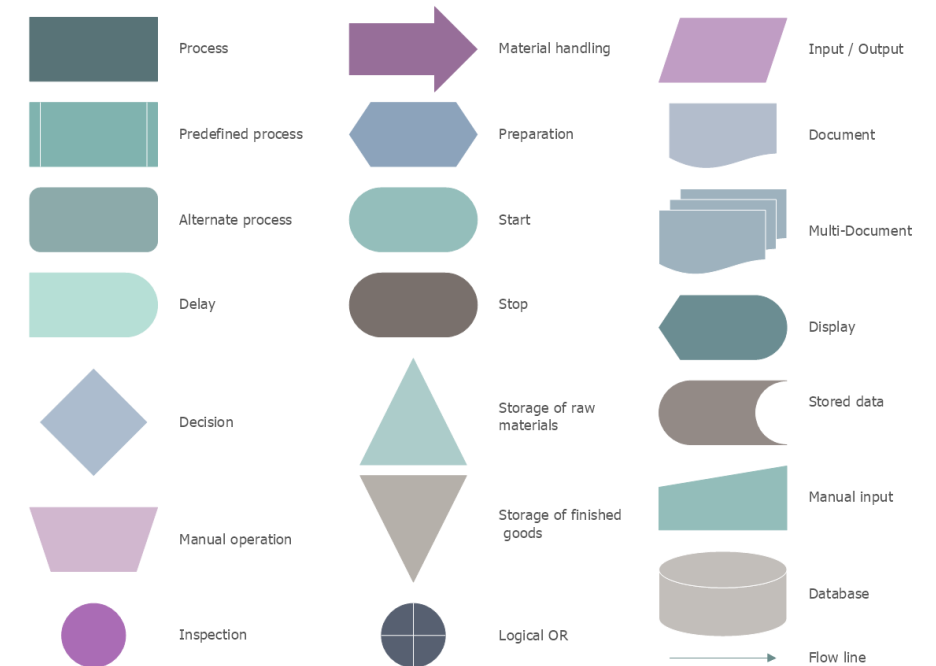 Process
Predefined process
Alternate process
Delay
Decision
Manual operation
Inspection
Material handling
Preparation
Start
Stop
Storage of raw
materials
Storage of finished
goods
Logical OR
Input / Output
Document
Multi-Document
Display
Stored data
Manual input
Database
Flow line